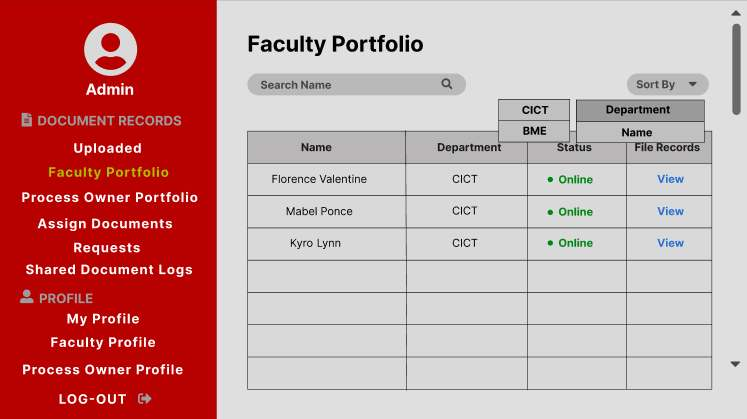 Admin
DOCUMENT RECORDS
Uploaded
Faculty Portfolio
Process Owner Portfolio
Assign Documents
Requests
Shared Document Logs
PROFILE
My Profile
Faculty Profile
Process Owner Profile
LOG-OUT
Faculty Portfolio
Search Name
Sort By
CICT Department
BME Name
Name Department Status File Records
Florence Valentine CICT Online View
Mabel Ponce CICT Online View
Kyro Lynn CICT Online View